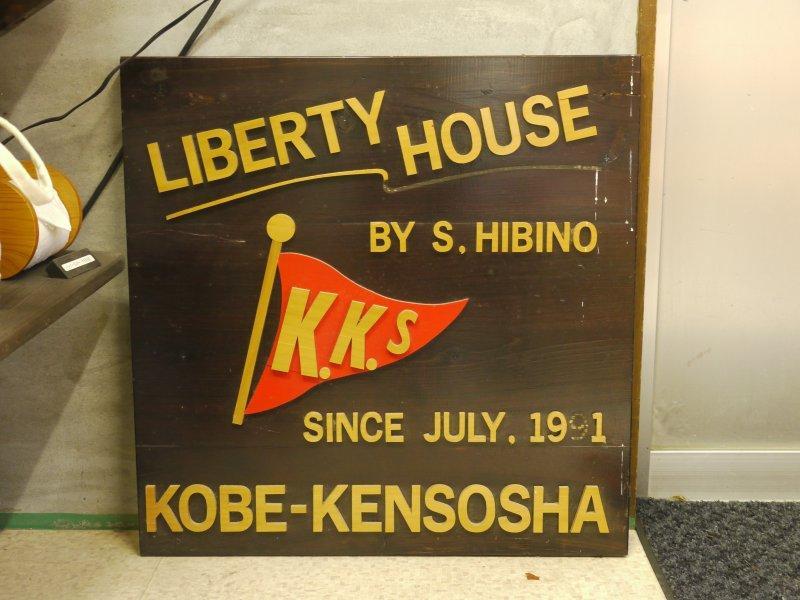 LIBERTY HOUSE
BY S. HIBINO
K.K.S
SINCE JULY. 1991
KOBE-KENSOSHA